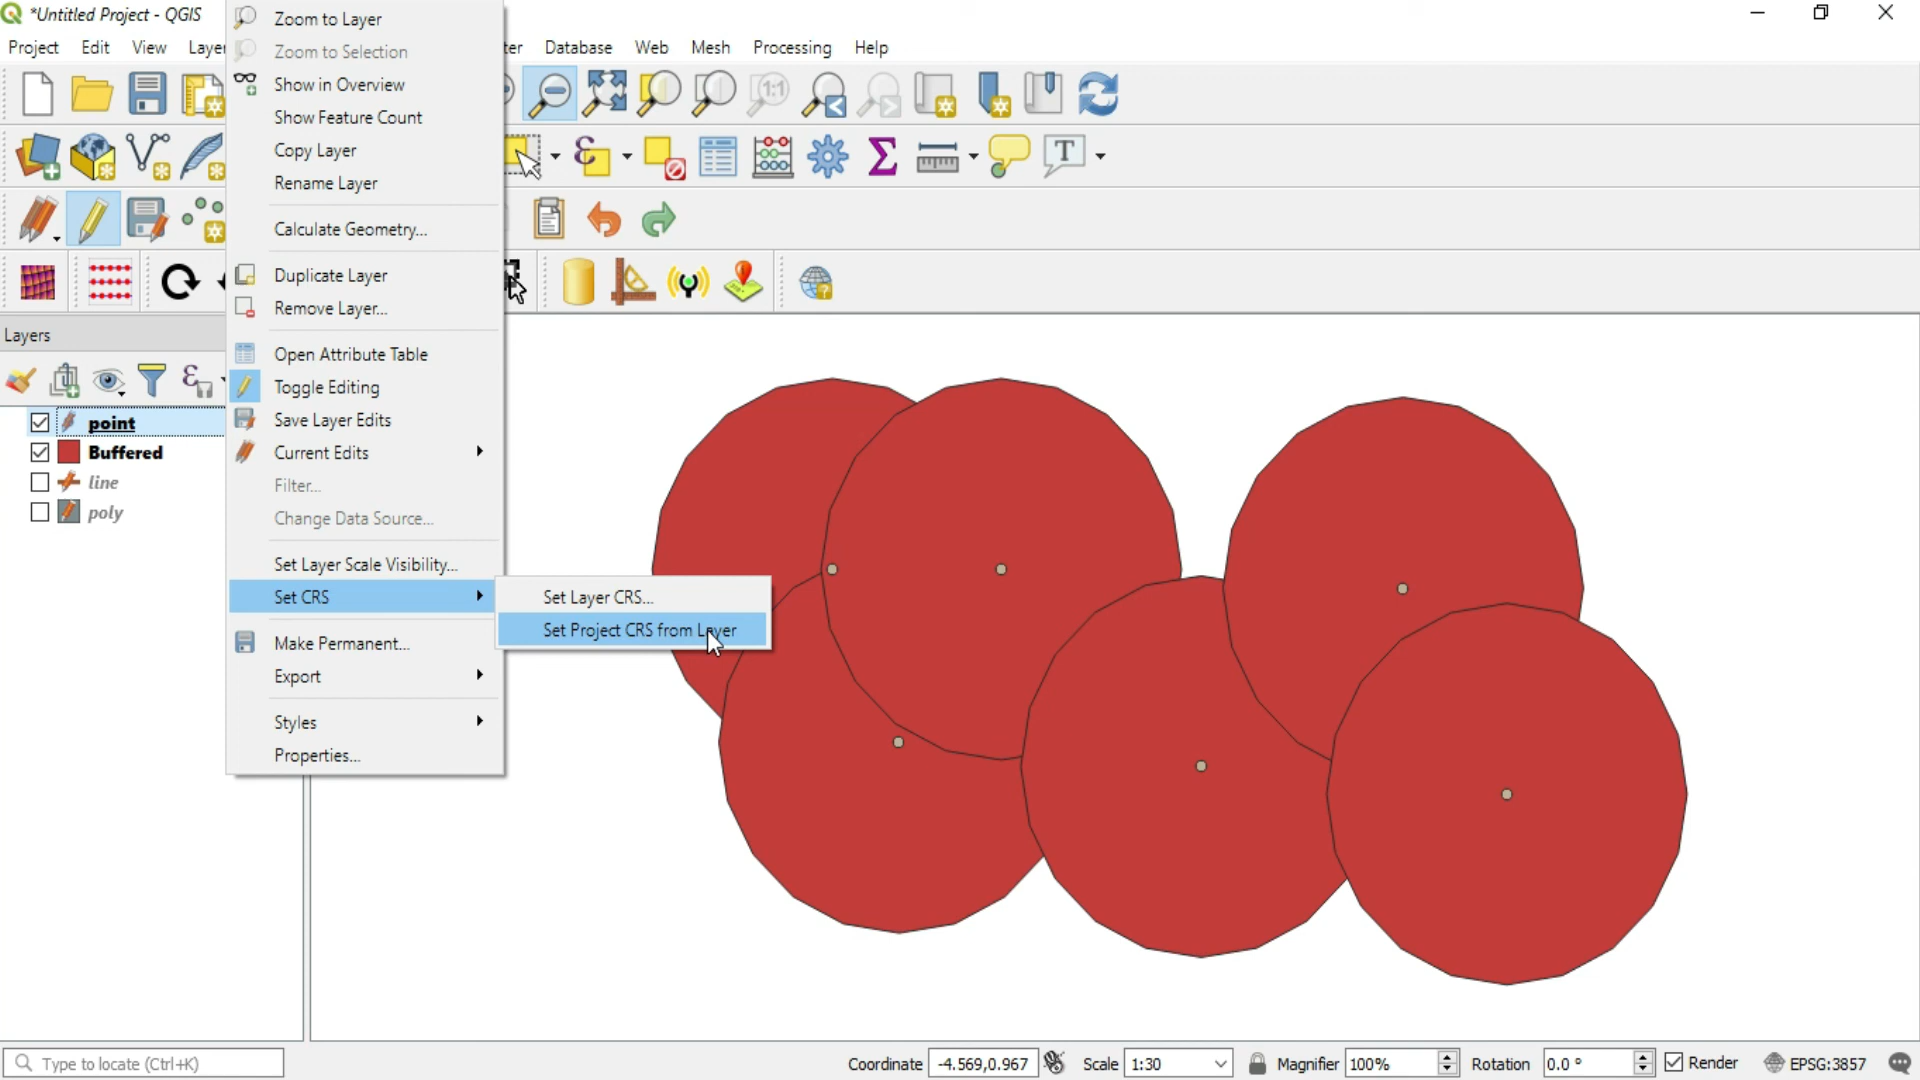 *Untitled Project - QGIS
Project Edit View Laye ter Database Web Mesh Processing Help
Zoom to Layer
Zoom to Selection
Show in Overview
Show Feature Count
Copy Layer
Rename Layer
Calculate Geometry...
Duplicate Layer
Remove Layer...
Open Attribute Table
Toggle Editing
Save Layer Edits
Current Edits
Filter...
Change Data Source...
Set Layer Scale Visibility...
Set CRS
Make Permanent...
Export
Styles
Properties...
Set Layer CRS...
Set Project CRS from Layer
1:1
T
Layers
point
Buffered
line
poly
Type to locate (Ctrl+K)
Coordinate -4.569,0.967 Scale 1:30 Magnifier 100% Rotation 0.0 ° Render EPSG:3857